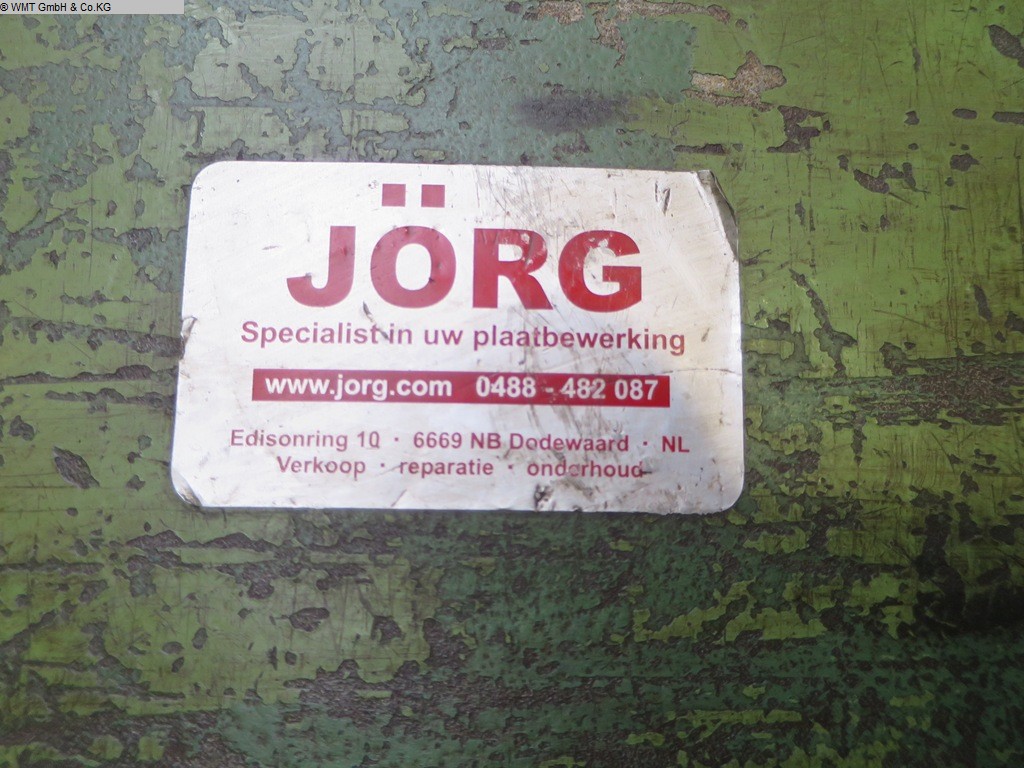 © WMT GmbH & Co.KG
JÖRG
Specialist in uw plaatbewerking
www.jorg.com 0488 - 482 087
Edisonring 10 · 6669 NB Dodewaard · NL
Verkoop · reparatie · onderhoud